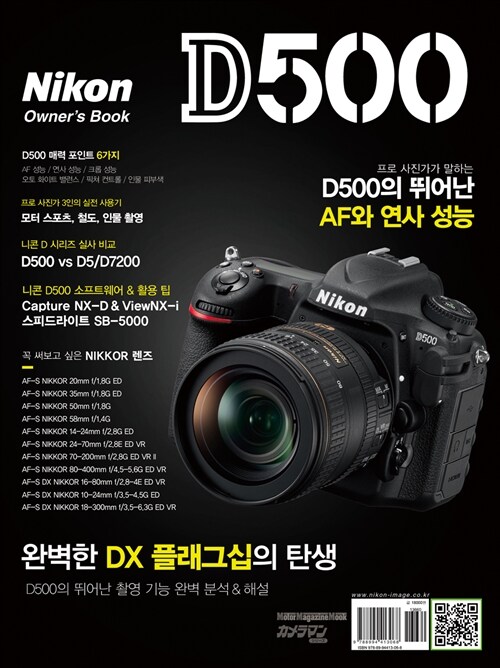 Nikon
Owner's Book
D500
D500 매력 포인트 6가지
AF 성능 / 연사 성능 / 크롭 성능
오토 화이트 밸런스 / 픽쳐 컨트롤 / 인물 피부색
프로 사진가 3인의 실전 사용기
모터 스포츠, 철도, 인물 촬영
니콘 D 시리즈 실사 비교
D500 vs D5/D7200
니콘 D500 소프트웨어 & 활용 팁
Capture NX-D & ViewNX-i
스피드라이트 SB-5000
꼭 써보고 싶은 NIKKOR 렌즈
AF-S NIKKOR 20mm f/1.8G ED
AF-S NIKKOR 35mm f/1.8G ED
AF-S NIKKOR 50mm f/1.8G
AF-S NIKKOR 58mm f/1.4G
AF-S NIKKOR 14-24mm f/2.8G ED
AF-S NIKKOR 24-70mm f/2.8E ED VR
AF-S NIKKOR 70-200mm f/2.8G ED VR II
AF-S NIKKOR 80-400mm f/4.5-5.6G ED VR
AF-S DX NIKKOR 16-80mm f/2.8-4E ED VR
AF-S DX NIKKOR 10-24mm f/3.5-4.5G ED
AF-S DX NIKKOR 18-300mm f/3.5-6.3G ED VR
프로 사진가가 말하는
D500의 뛰어난
AF와 연사 성능
Nikon
D500
완벽한 DX 플래그십의 탄생
D500의 뛰어난 촬영 기능 완벽 분석 & 해설
Motor Magazine Mook
カメラマン
www.nikon-image.co.kr